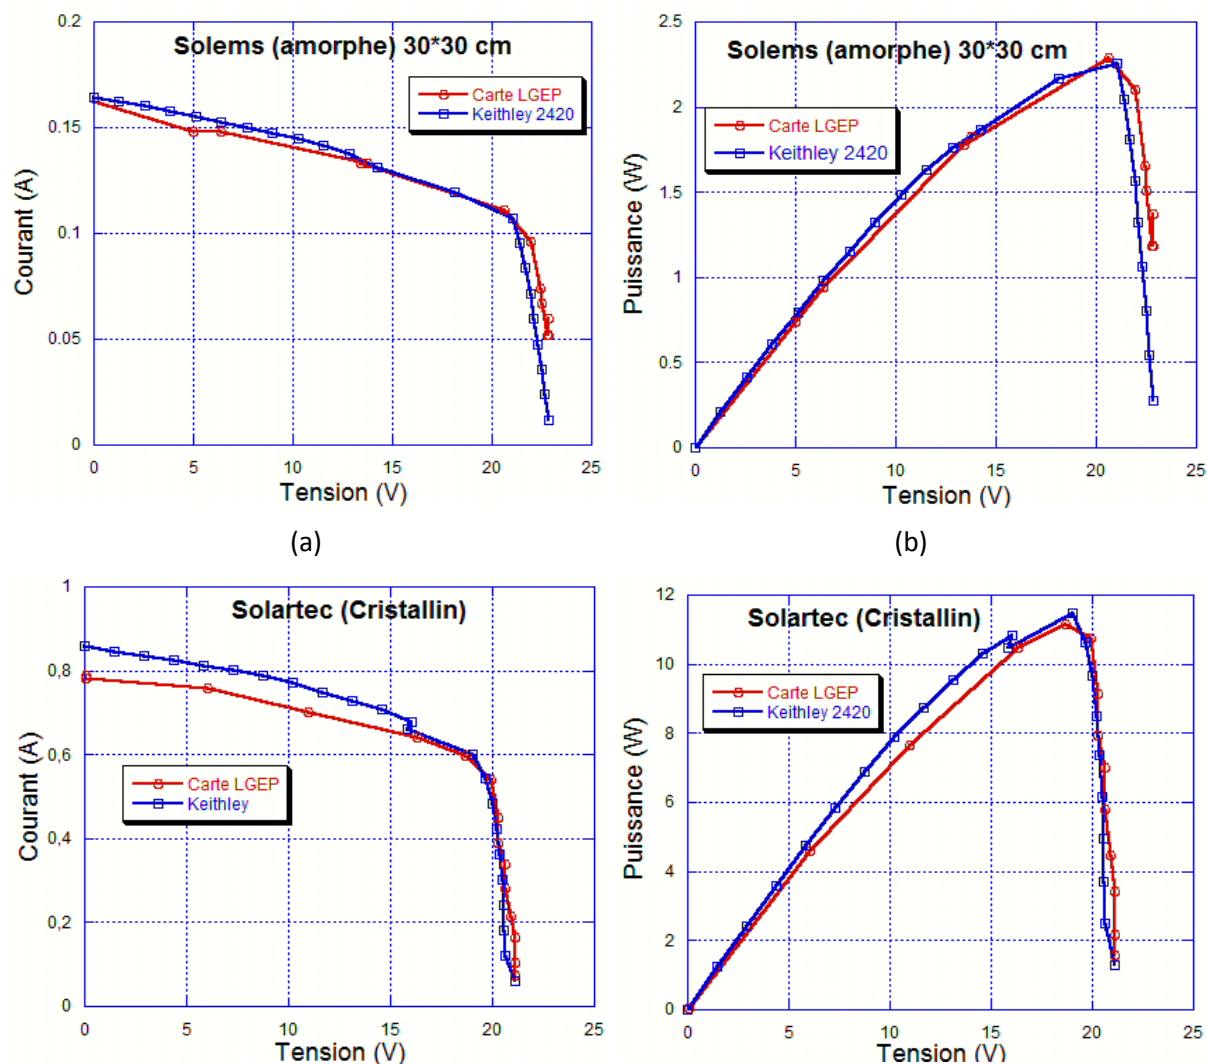 Solems (amorphe) 30*30 cm
Carte LGEP
Keithley 2420
Courant (A)
0.2
0.15
0.1
0.05
0
0 5 10 15 20 25
Tension (V)
(a)
Solems (amorphe) 30*30 cm
Carte LGEP
Keithley 2420
Puissance (W)
2.5
2
1.5
1
0.5
0
0 5 10 15 20 25
Tension (V)
(b)
Solartec (Cristallin)
Carte LGEP
Keithley
Courant (A)
1
0.8
0,6
0.4
0,2
0
0 5 10 15 20 25
Tension (V)
Solartec (Cristallin)
Carte LGEP
Keithley 2420
Puissance (W)
12
10
8
6
4
2
0
0 5 10 15 20 25
Tension (V)